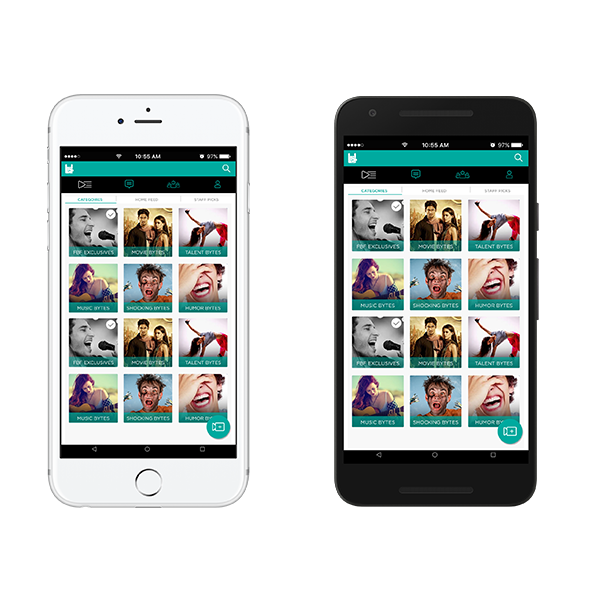 10:55 AM
97%
CATEGORIES HOME FEED STAFF PICKS
FBF EXCLUSIVES MOVIE BYTES TALENT BYTES
MUSIC BYTES SHOCKING BYTES HUMOR BYTES
FBF EXCLUSIVES MOVIE BYTES TALENT BYTES
MUSIC BYTES SHOCKING BYTES HUMOR BY
10:55 AM
97%
CATEGORIES HOME FEED STAFF PICKS
FBF EXCLUSIVES MOVIE BYTES TALENT BYTES
MUSIC BYTES SHOCKING BYTES HUMOR BYTES
FBF EXCLUSIVES MOVIE BYTES TALENT BYTES
MUSIC BYTES SHOCKING BYTES HUMOR BY